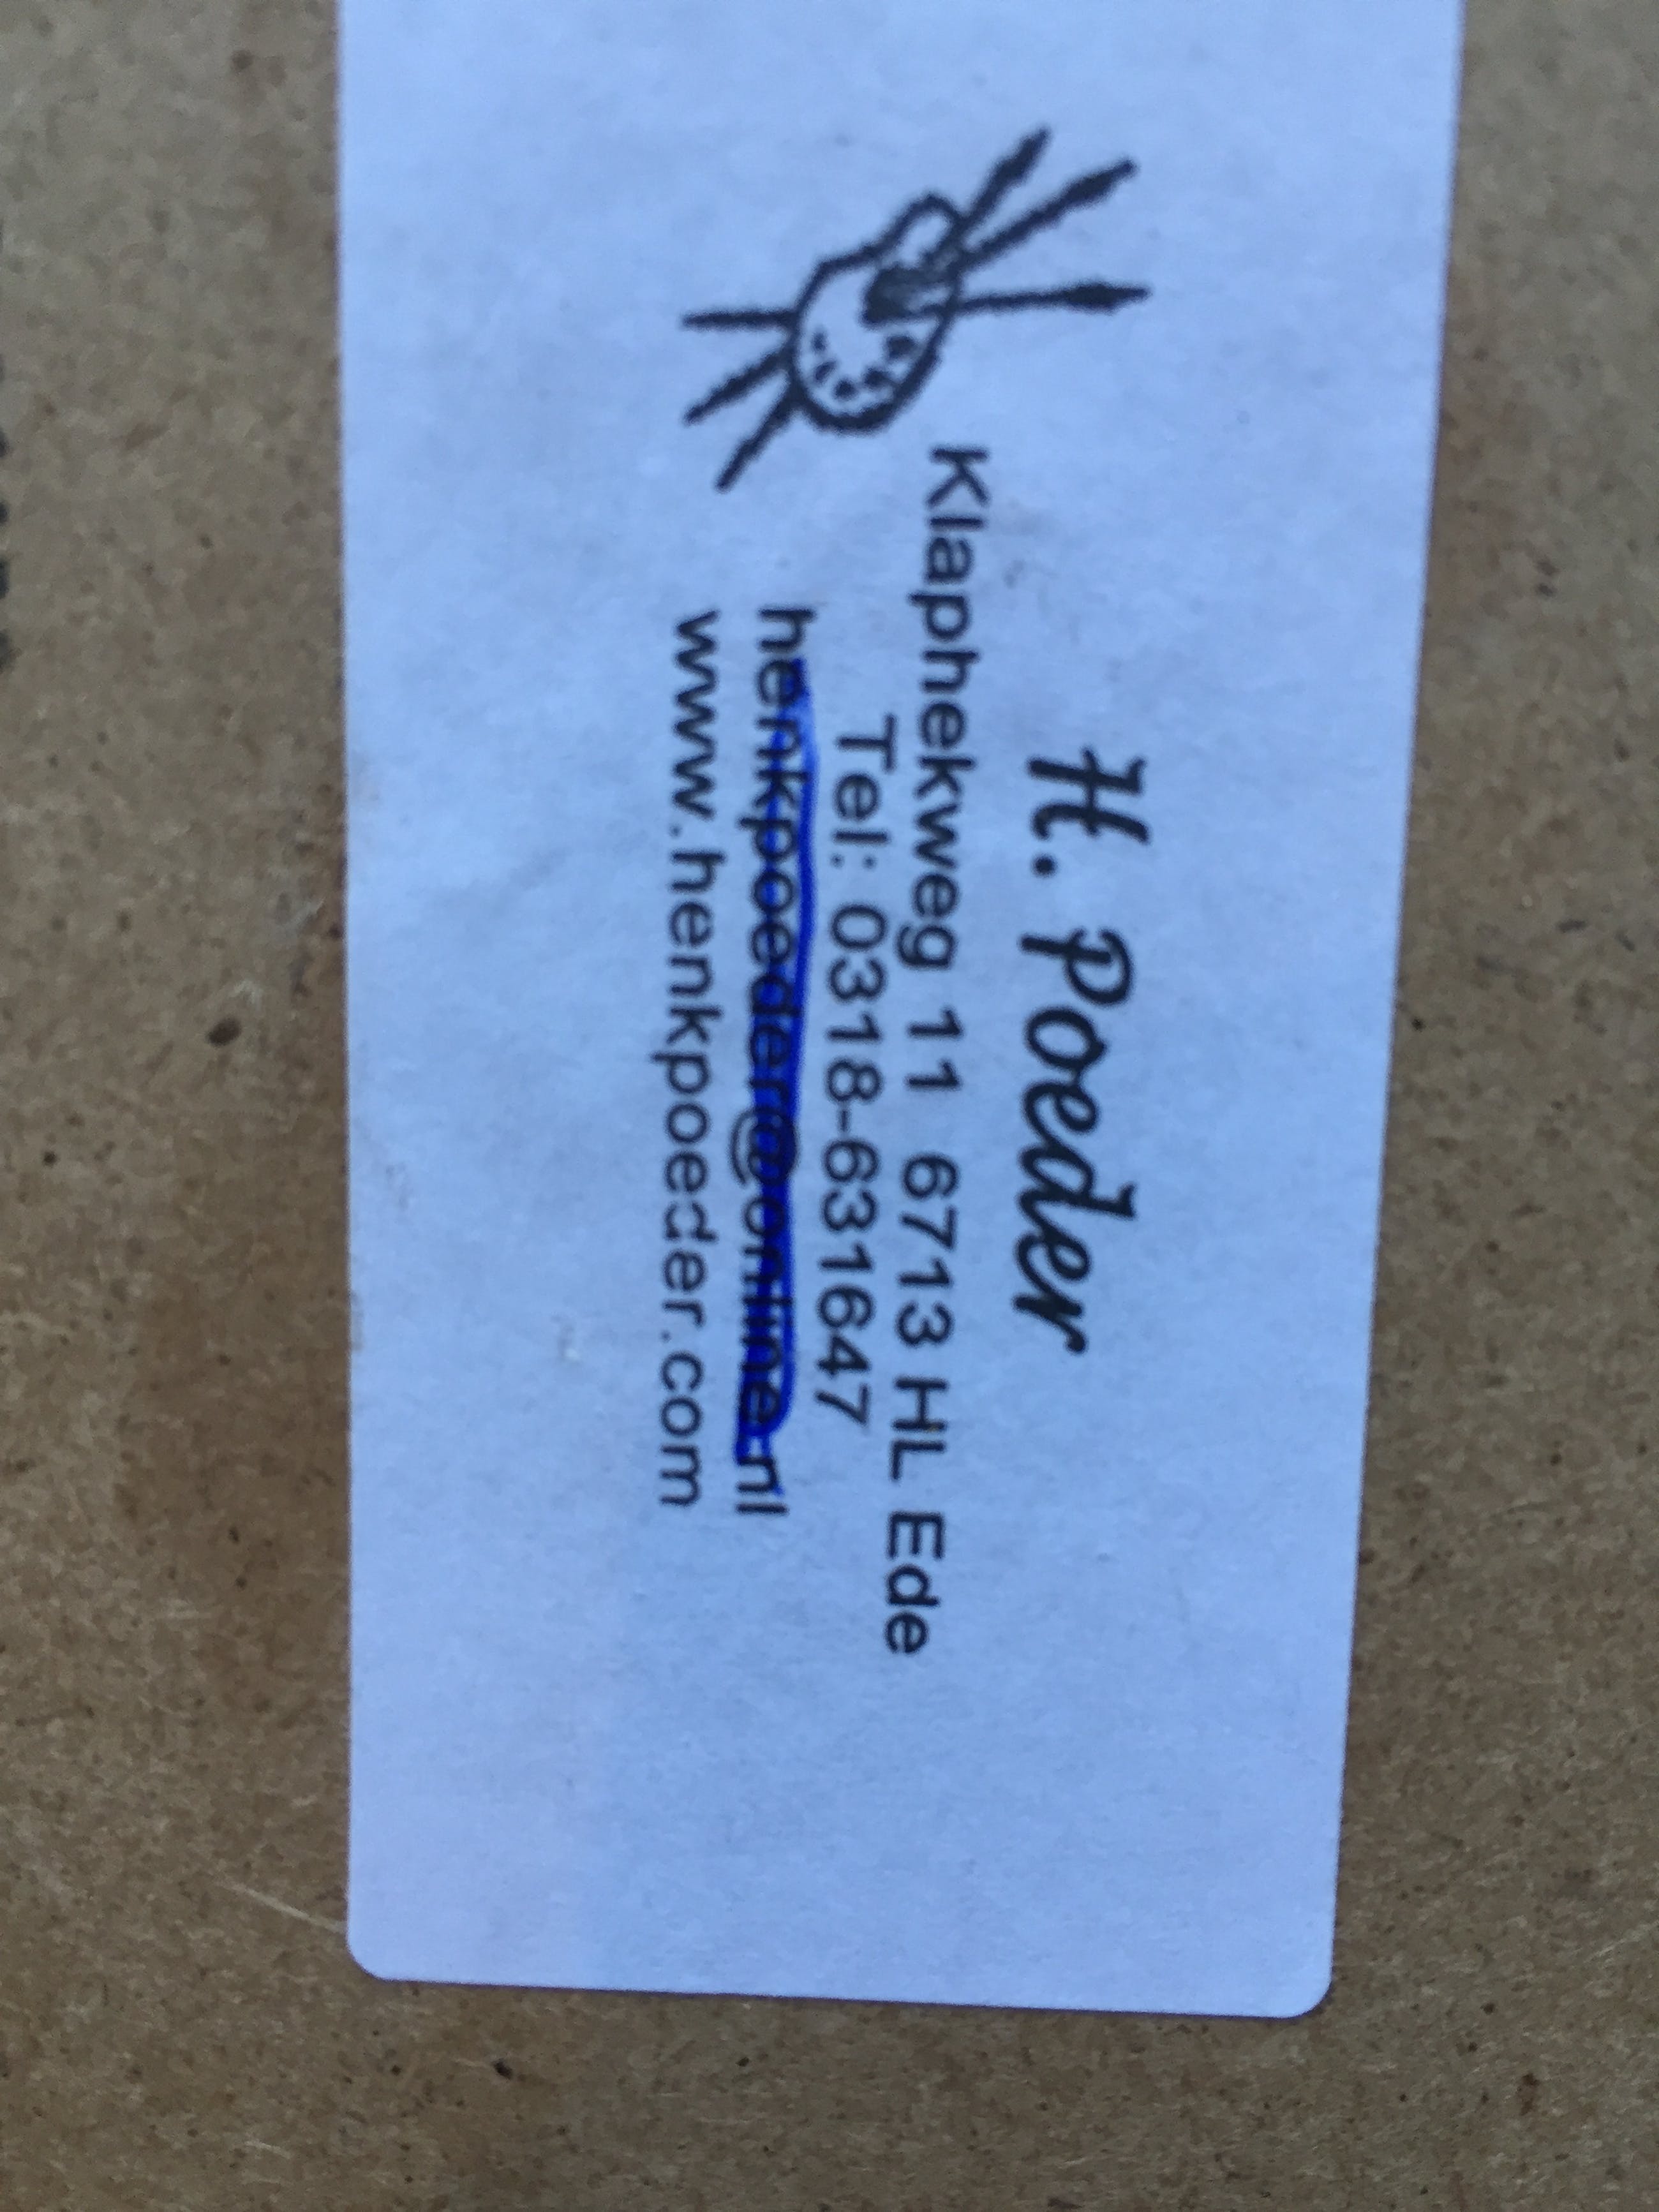 H. Poeder
Klaphekweg 11 6713 HL Ede
Tel: 0318-631647
henkpoeder@online.nl
www.henkpoeder.com